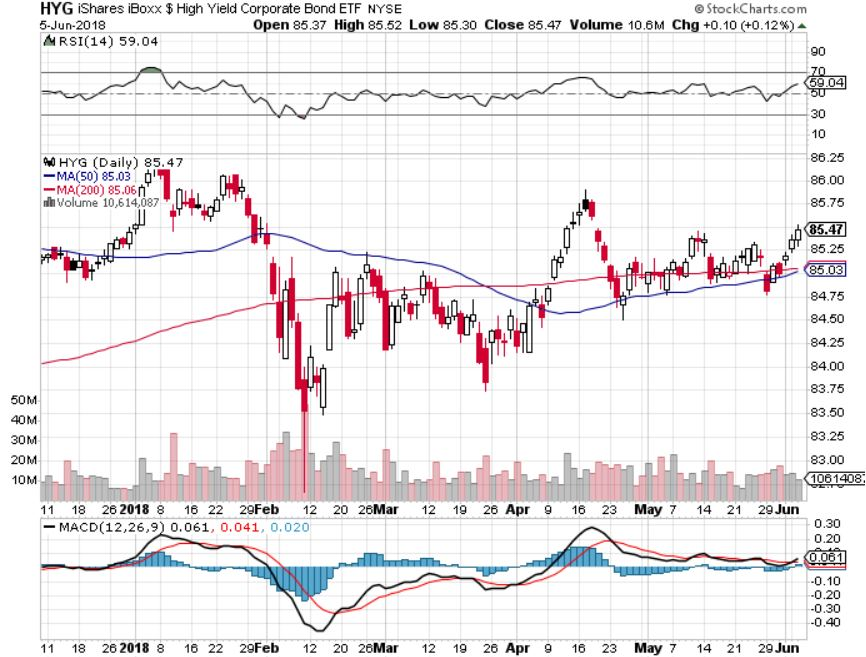 HYG iShares iBoxx $ High Yield Corporate Bond ETF NYSE
© StockCharts.com
5-Jun-2018
Open 85.37 High 85.52 Low 85.30 Close 85.47 Volume 10.6M Chg +0.10 (+0.12%)
RSI(14) 59.04
90
70
59.04
50
30
10
HYG (Daily) 85.47
MA(50) 85.03
MA(200) 85.06
Volume 10,614,087
86.25
86.00
85.75
85.47
85.25
85.03
84.75
84.50
84.25
84.00
83.75
83.50
83.25
83.00
50M
40M
30M
20M
10M
10614087
11 18 26 2018 8 16 22 29 Feb 12 20 26 Mar 12 19 26 Apr 9 16 23 May 7 14 21 29 Jun
MACD(12,26,9) 0.061, 0.041, 0.020
0.30
0.20
0.061
-0.10
-0.20
-0.30
-0.40
11 18 26 2018 8 16 22 29 Feb 12 20 26 Mar 12 19 26 Apr 9 16 23 May 7 14 21 29 Jun